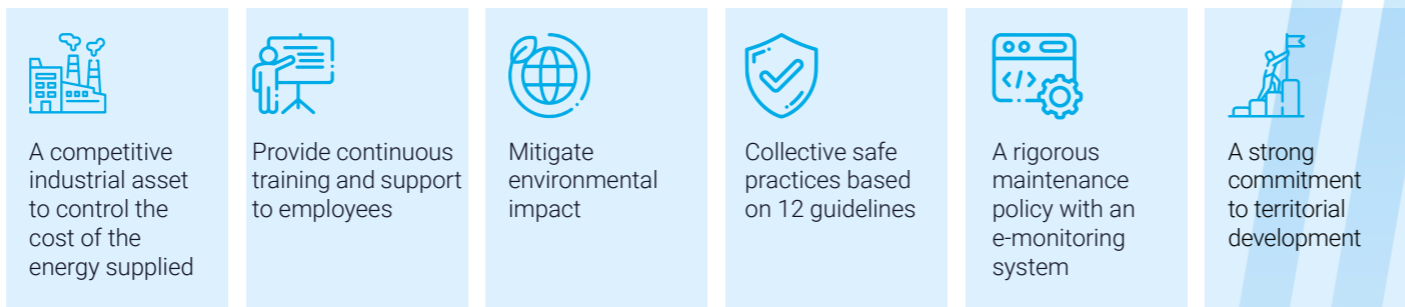 A competitive
industrial asset
to control the
cost of the
energy supplied
Provide continuous
training and support
to employees
Mitigate
environmental
impact
Collective safe
practices based
on 12 guidelines
A rigorous
maintenance
policy with an
e-monitoring
system
A strong
commitment
to territorial
development